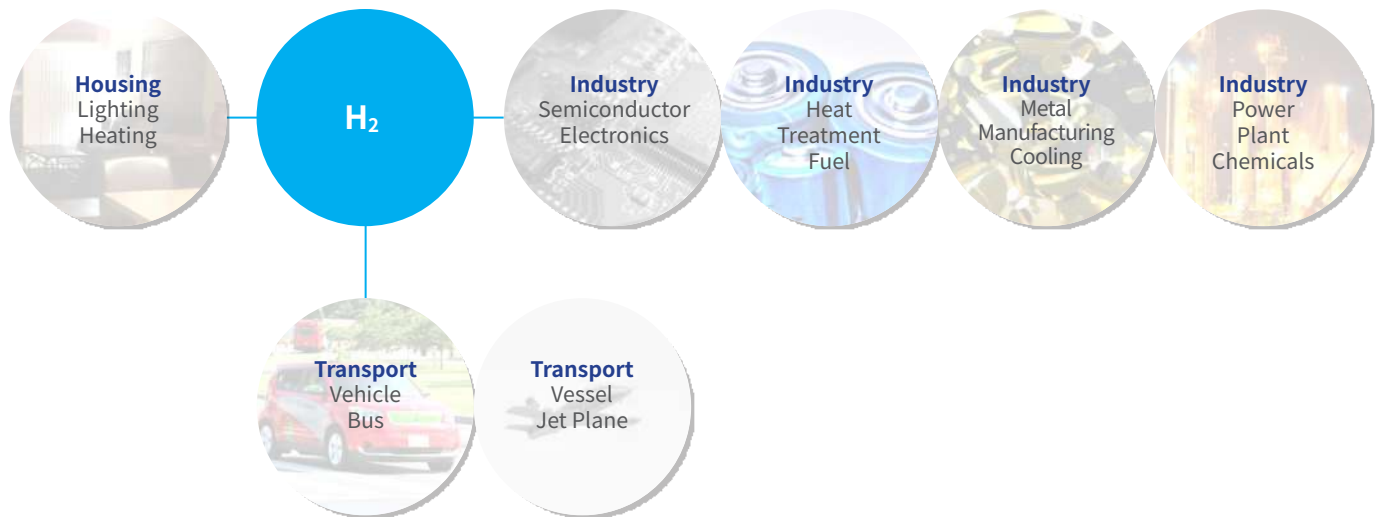 Housing
Lighting
Heating
H₂
Industry
Semiconductor
Electronics
Industry
Heat
Treatment
Fuel
Industry
Metal
Manufacturing
Cooling
Industry
Power
Plant
Chemicals
Transport
Vehicle
Bus
Transport
Vessel
Jet Plane